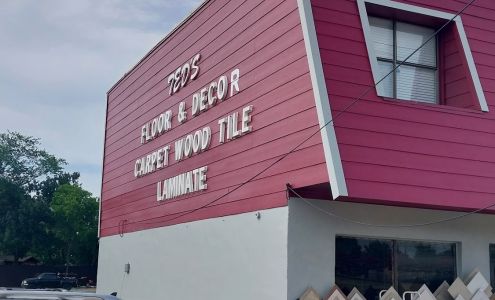 TED'S
FLOOR & DECOR
CARPET WOOD TILE
LAMINATE